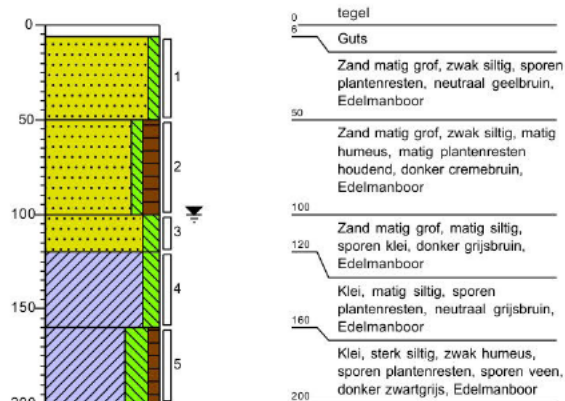 0
50
100
150
200
1
2
3
4
5
0
tegel
6
Guts
Zand matig grof, zwak siltig, sporen
plantenresten, neutraal geelbruin,
Edelmanboor
50
Zand matig grof, zwak siltig, matig
humeus, matig plantenresten
houdend, donker cremebruin,
Edelmanboor
100
Zand matig grof, matig siltig,
sporen klei, donker grijsbruin,
Edelmanboor
120
Klei, matig siltig, sporen
plantenresten, neutraal grijsbruin,
Edelmanboor
160
Klei, sterk siltig, zwak humeus,
sporen plantenresten, sporen veen,
donker zwartgrijs, Edelmanboor
200